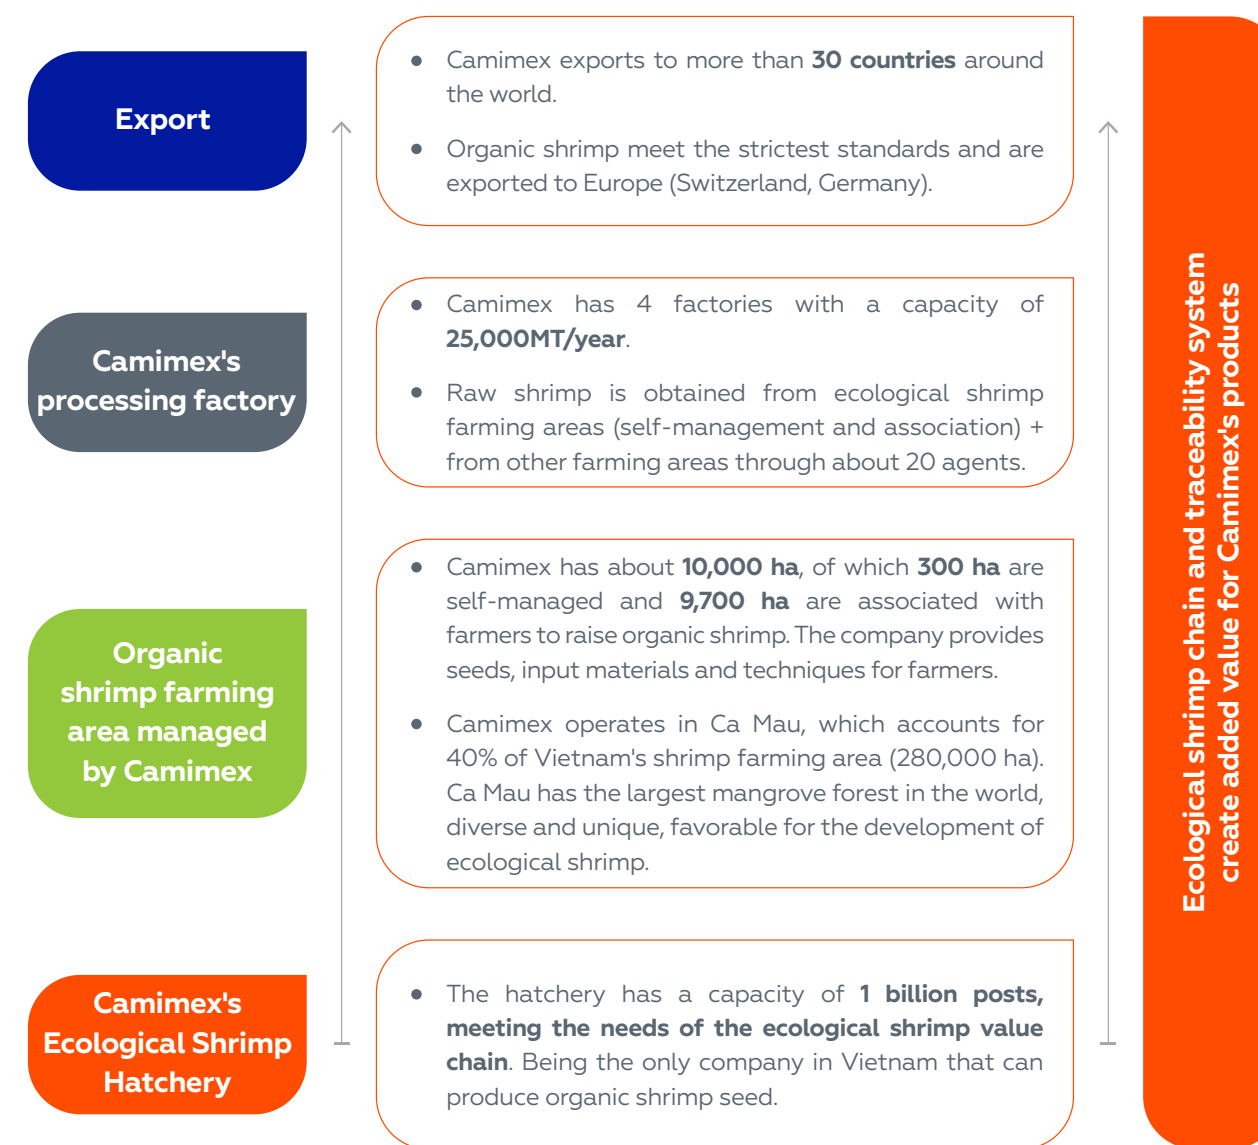 Export
● Camimex exports to more than 30 countries around
the world.
● Organic shrimp meet the strictest standards and are
exported to Europe (Switzerland, Germany).
Camimex's
processing factory
● Camimex has 4 factories with a capacity of
25,000MT/year.
● Raw shrimp is obtained from ecological shrimp
farming areas (self-management and association) +
from other farming areas through about 20 agents.
Organic
shrimp farming
area managed
by Camimex
● Camimex has about 10,000 ha, of which 300 ha are
self-managed and 9,700 ha are associated with
farmers to raise organic shrimp. The company provides
seeds, input materials and techniques for farmers.
● Camimex operates in Ca Mau, which accounts for
40% of Vietnam's shrimp farming area (280,000 ha).
Ca Mau has the largest mangrove forest in the world,
diverse and unique, favorable for the development of
ecological shrimp.
Camimex's
Ecological Shrimp
Hatchery
● The hatchery has a capacity of 1 billion posts,
meeting the needs of the ecological shrimp value
chain. Being the only company in Vietnam that can
produce organic shrimp seed.
Ecological shrimp chain and traceability system
create added value for Camimex's products